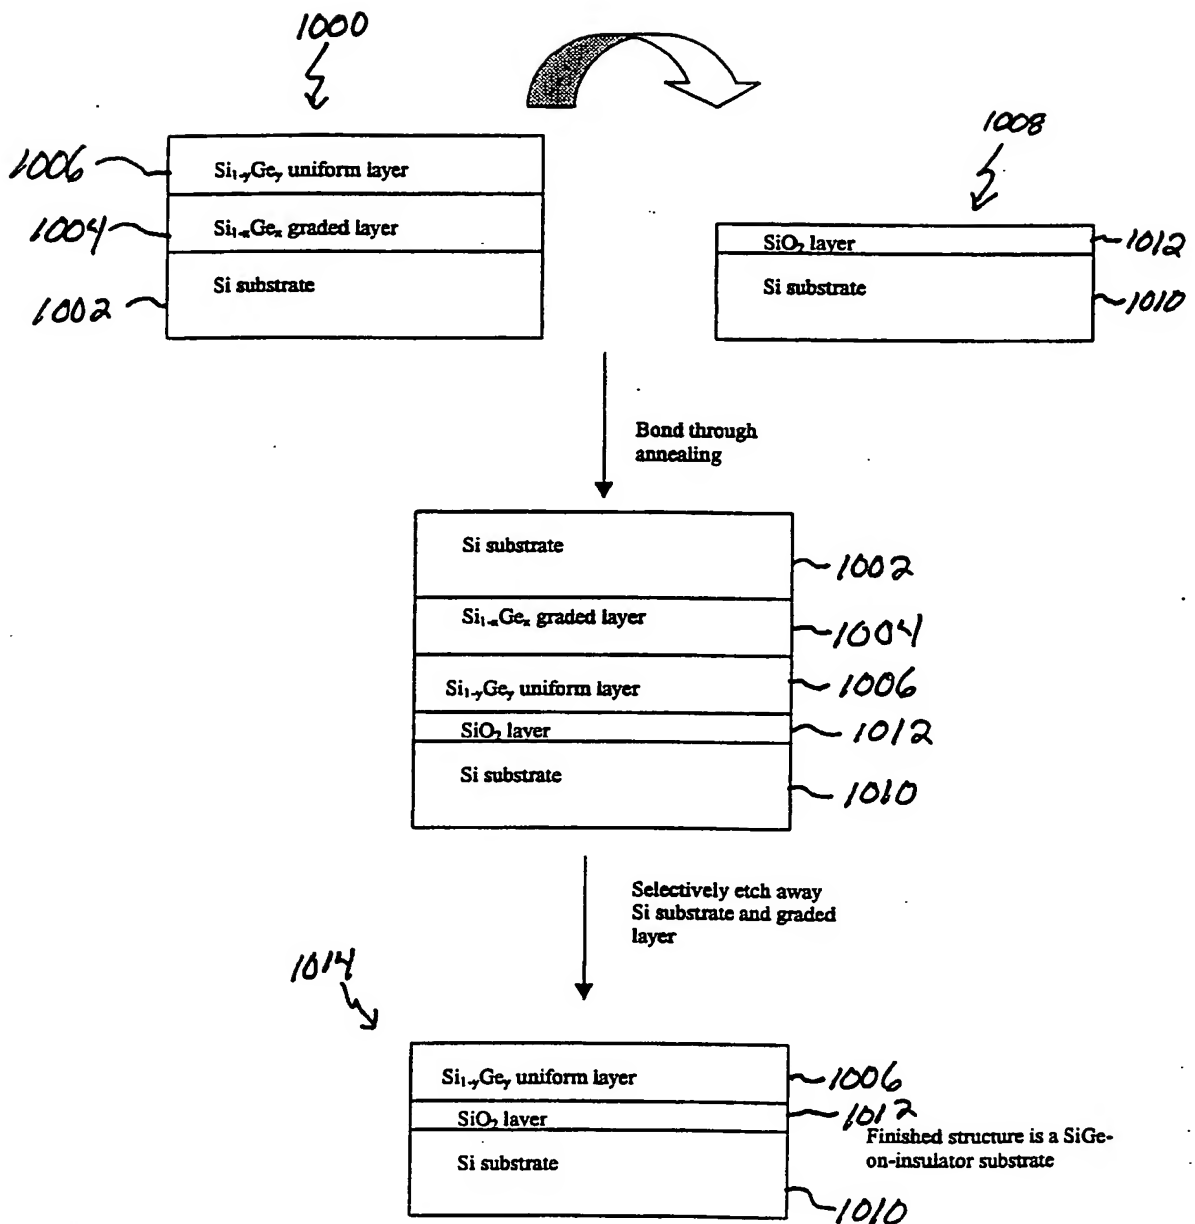 1000
1008
1006
Si₁₋yGey uniform layer
1004
Si₁₋ₓGeₓ graded layer
1002
Si substrate
SiO₂ layer
1012
Si substrate
1010
Bond through
annealing
Si substrate
1002
Si₁₋ₓGeₓ graded layer
1004
Si₁₋yGey uniform layer
1006
SiO₂ layer
1012
Si substrate
1010
Selectively etch away
Si substrate and graded
layer
1014
Si₁₋yGey uniform layer
1006
SiO₂ layer
1012
Finished structure is a SiGe-
on-insulator substrate
Si substrate
1010